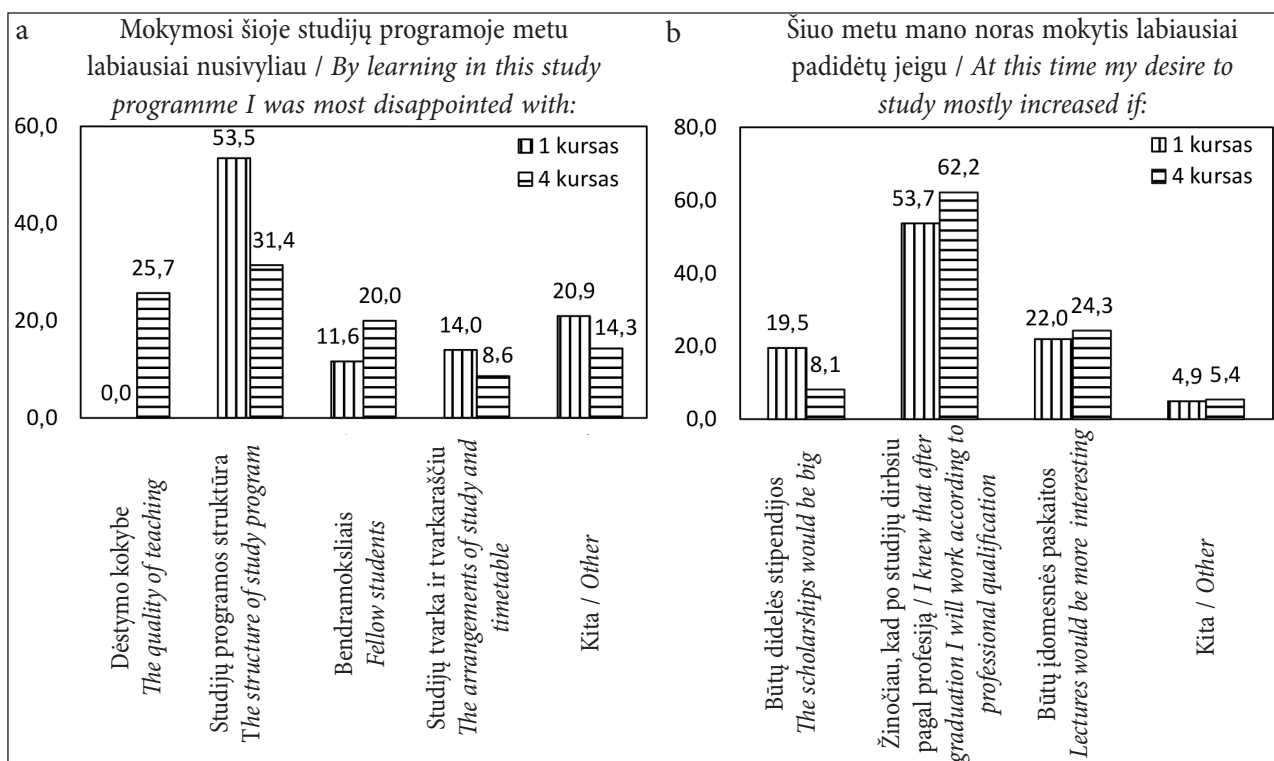 a
Mokymosi šioje studijų programoje metu
labiausiai nusivyliau / By learning in this study
programme I was most disappointed with:
60,0
40,0
20,0
0,0
1 kursas
4 kursas
0,0
25,7
53,5
31,4
11,6
20,0
14,0
8,6
20,9
14,3
Dėstymo kokybe
The quality of teaching
Studijų programos struktūra
The structure of study program
Bendramoksliais
Fellow students
Studijų tvarka ir tvarkaraščiu
The arrangements of study and
timetable
Kita / Other
b
Šiuo metu mano noras mokytis labiausiai
padidėtų jeigu / At this time my desire to
study mostly increased if:
80,0
60,0
40,0
20,0
0,0
1 kursas
4 kursas
19,5
8,1
53,7
62,2
22,0
24,3
4,9
5,4
Būtų didelės stipendijos
The scholarships would be big
Žinočiau, kad po studijų dirbsiu
pagal profesiją / I knew that after
graduation I will work according to
professional qualification
Būtų įdomesnės paskaitos
Lectures would be more interesting
Kita / Other